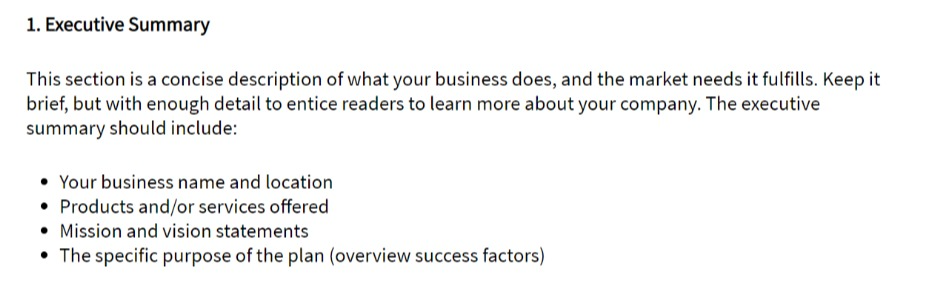 1. Executive Summary
This section is a concise description of what your business does, and the market needs it fulfills. Keep it
brief, but with enough detail to entice readers to learn more about your company. The executive
summary should include:
• Your business name and location
• Products and/or services offered
• Mission and vision statements
• The specific purpose of the plan (overview success factors)